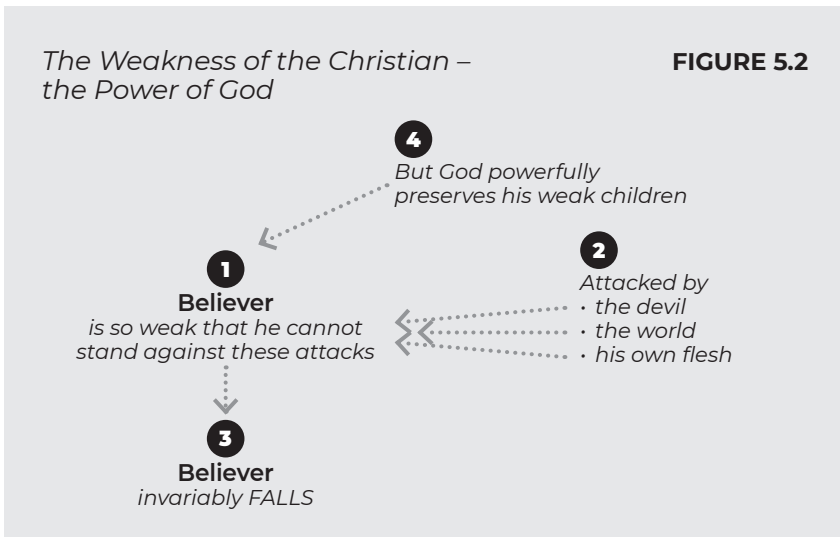 The Weakness of the Christian –
the Power of God
FIGURE 5.2
4
But God powerfully
preserves his weak children
2
Attacked by
· the devil
· the world
· his own flesh
1
Believer
is so weak that he cannot
stand against these attacks
3
Believer
invariably FALLS